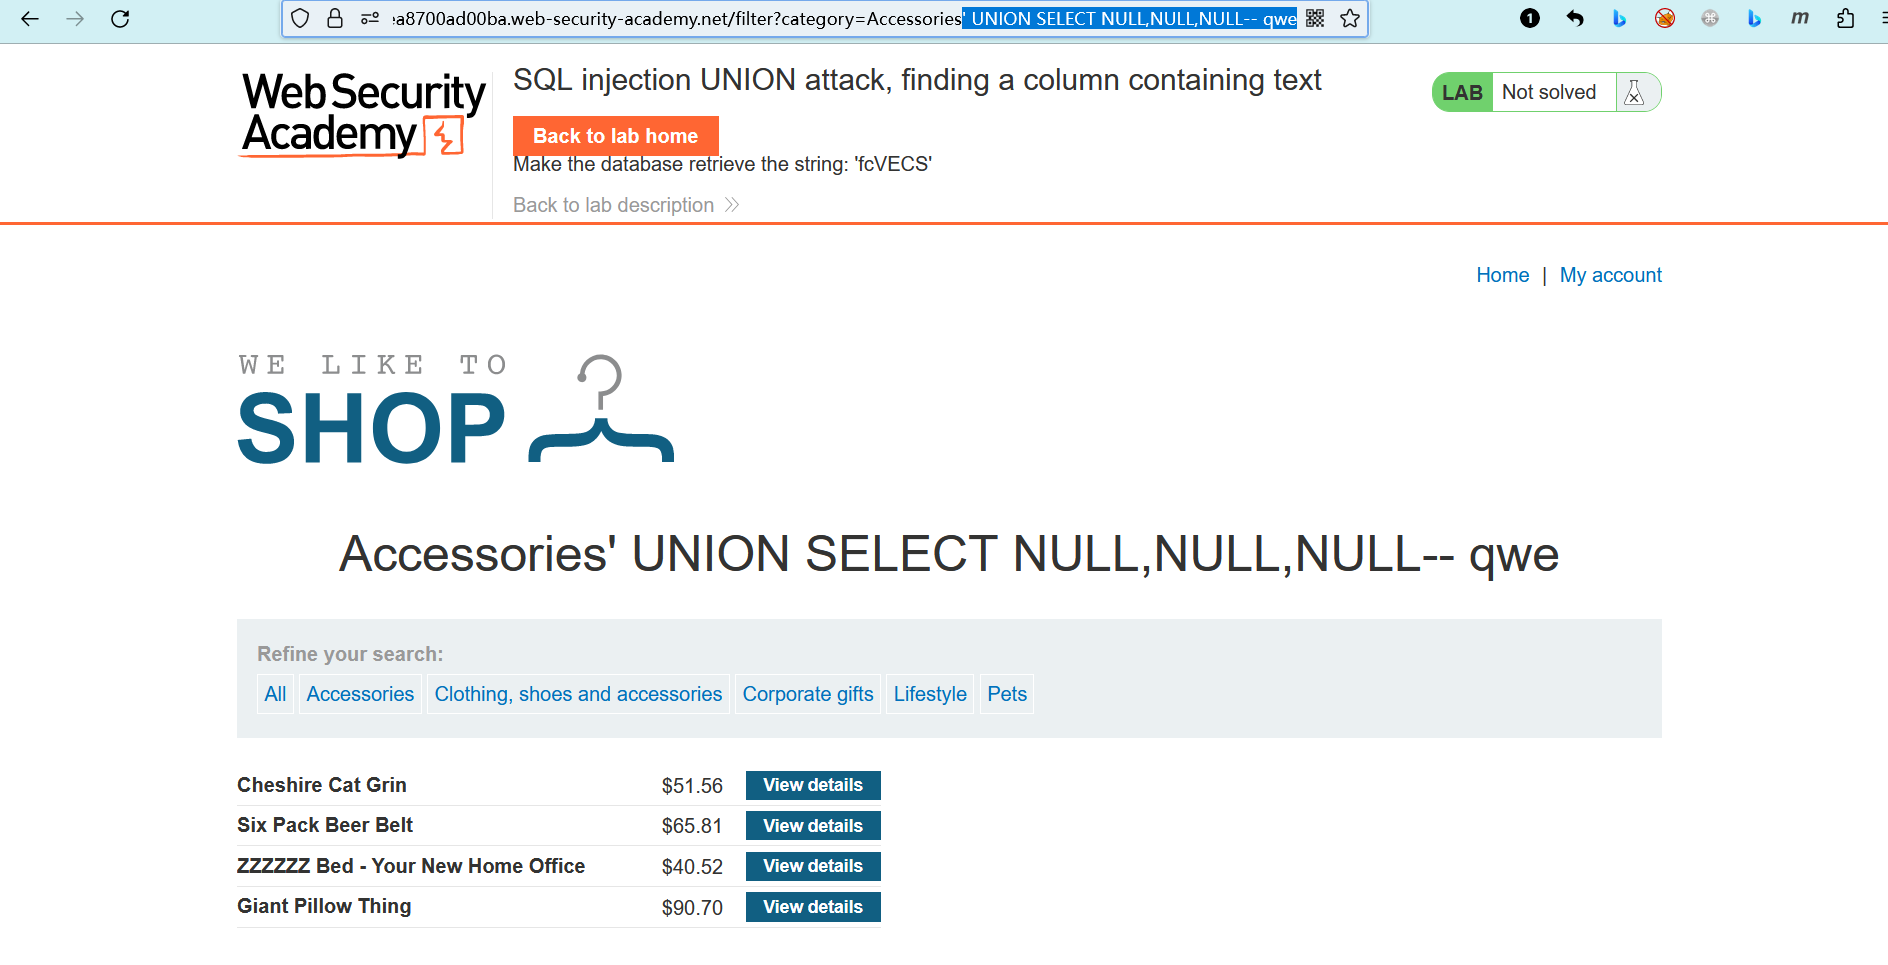 ea8700ad00ba.web-security-academy.net/filter?category=Accessories' UNION SELECT NULL,NULL,NULL-- qwe
1
m
Web Security
Academy
SQL injection UNION attack, finding a column containing text
LAB Not solved
Back to lab home
Make the database retrieve the string: 'fcVECS'
Back to lab description
Home | My account
WE LIKE TO
SHOP
Accessories' UNION SELECT NULL,NULL,NULL-- qwe
Refine your search:
All Accessories Clothing, shoes and accessories Corporate gifts Lifestyle Pets
Cheshire Cat Grin $51.56 View details
Six Pack Beer Belt $65.81 View details
ZZZZZZ Bed - Your New Home Office $40.52 View details
Giant Pillow Thing $90.70 View details